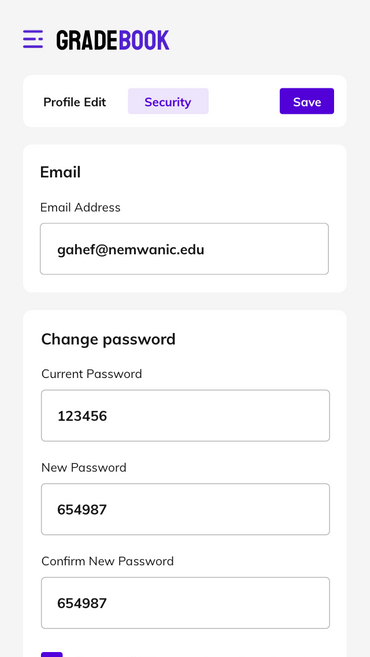 GRADEBOOK
Profile Edit Security Save
Email
Email Address
gahef@nemwanic.edu
Change password
Current Password
123456
New Password
654987
Confirm New Password
654987